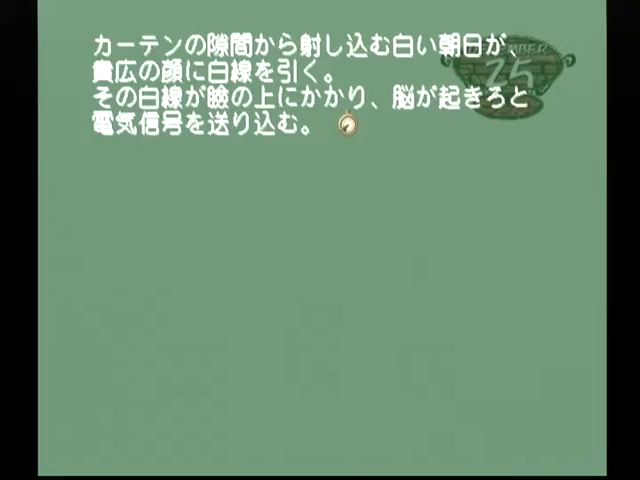 カーテンの隙間から射し込む白い朝日が、
貴広の顔に白線を引く。
その白線が瞼の上にかかり、脳が起きろと
電気信号を送り込む。
25